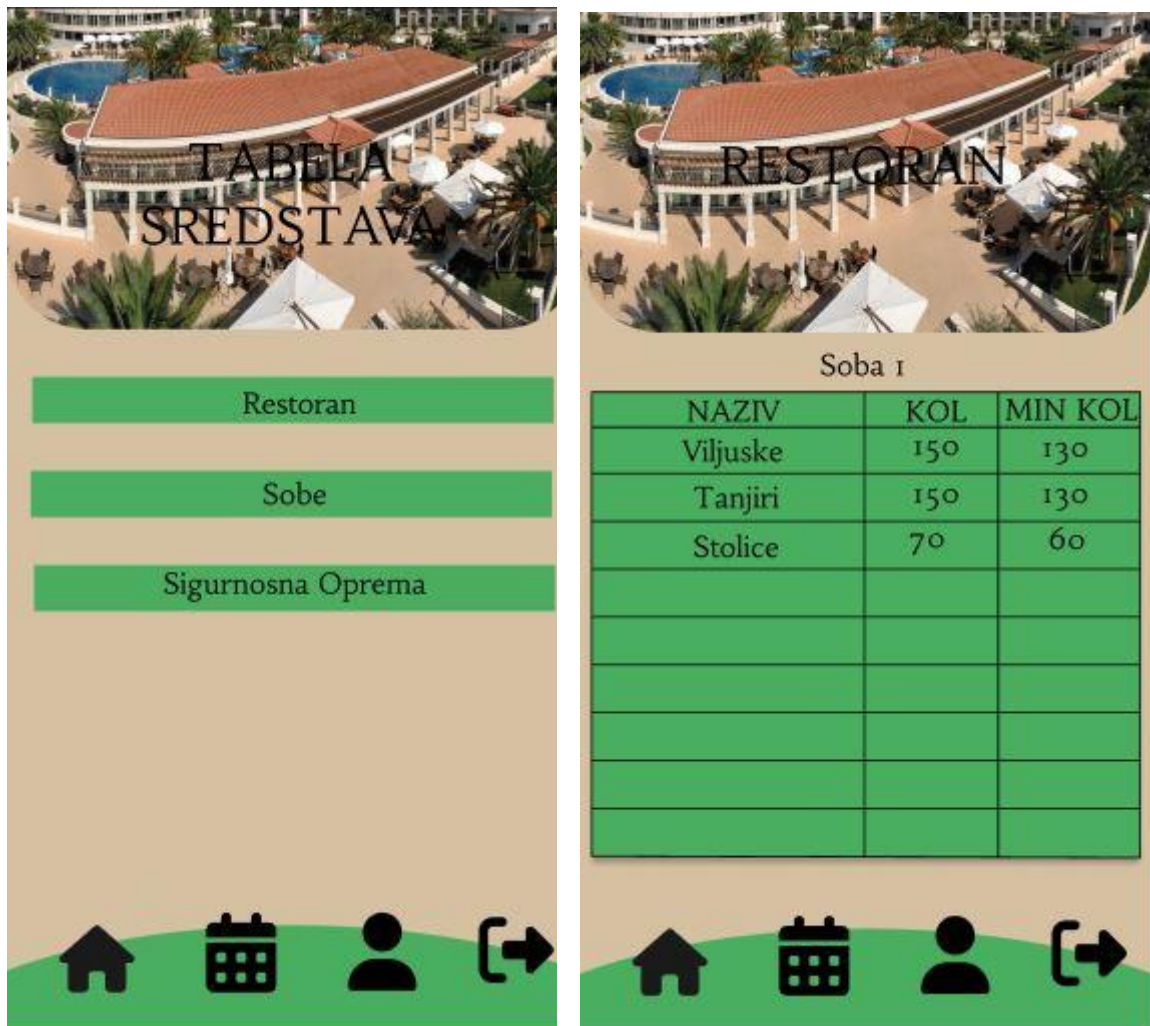 TABELA
SREDSTAVA
Restoran
Sobe
Sigurnosna Oprema
RESTORAN
Soba 1
NAZIV KOL MIN KOL
Viljuske 150 130
Tanjiri 150 130
Stolice 70 60